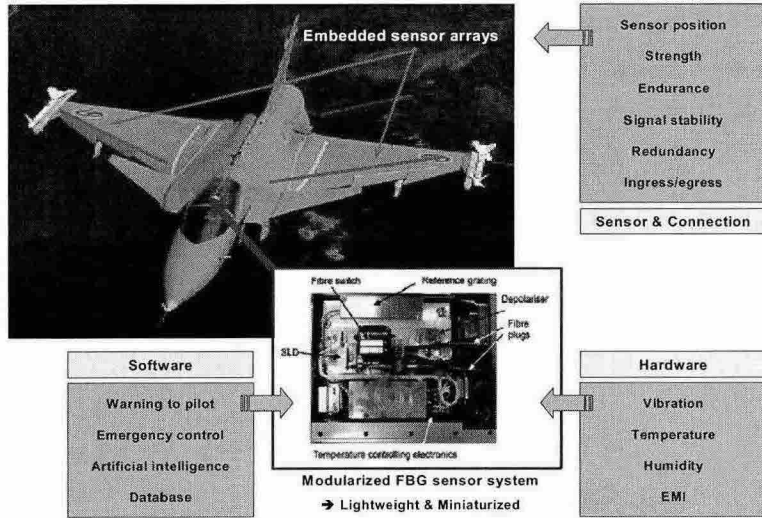 Embedded sensor arrays
Sensor position
Strength
Endurance
Signal stability
Redundancy
Ingress/egress
Sensor & Connection
Fibre switch
Reference grating
Depolariser
Fibre
plugs
SLD
Temperature controlling electronics
Modularized FBG sensor system
➔ Lightweight & Miniaturized
Software
Warning to pilot
Emergency control
Artificial intelligence
Database
Hardware
Vibration
Temperature
Humidity
EMI